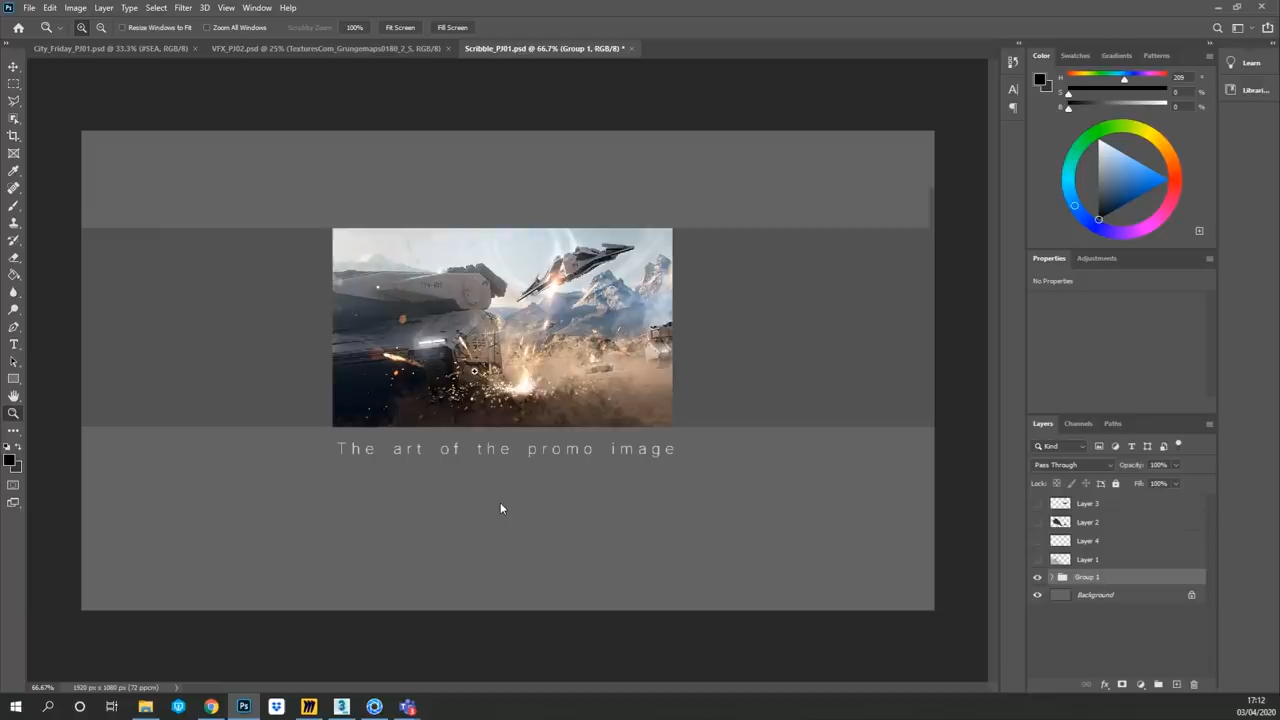 File Edit Image Layer Type Select Filter 3D View Window Help
Resize Windows to Fit Zoom All Windows Scrubby Zoom 100% Fit Screen Fill Screen
City_Friday_PJ01.psd @ 33.3% (#SEA, RGB/8) × VFX_PJ02.psd @ 25% (TexturesCom_Grungemaps0180_2_S, RGB/8) × Scribble_PJ01.psd @ 66.7% (Group 1, RGB/8) * ×
Color Swatches Gradients Patterns
Learn
H 209 °
S 0 %
B 0 %
Librari...
Properties Adjustments
No Properties
The art of the promo image
Layers Channels Paths
Kind
Pass Through Opacity: 100%
Lock: Fill: 100%
Layer 3
Layer 2
Layer 4
Layer 1
Group 1
Background
66.67% 1920 px x 1080 px (72 ppcm)
17:12
03/04/2020